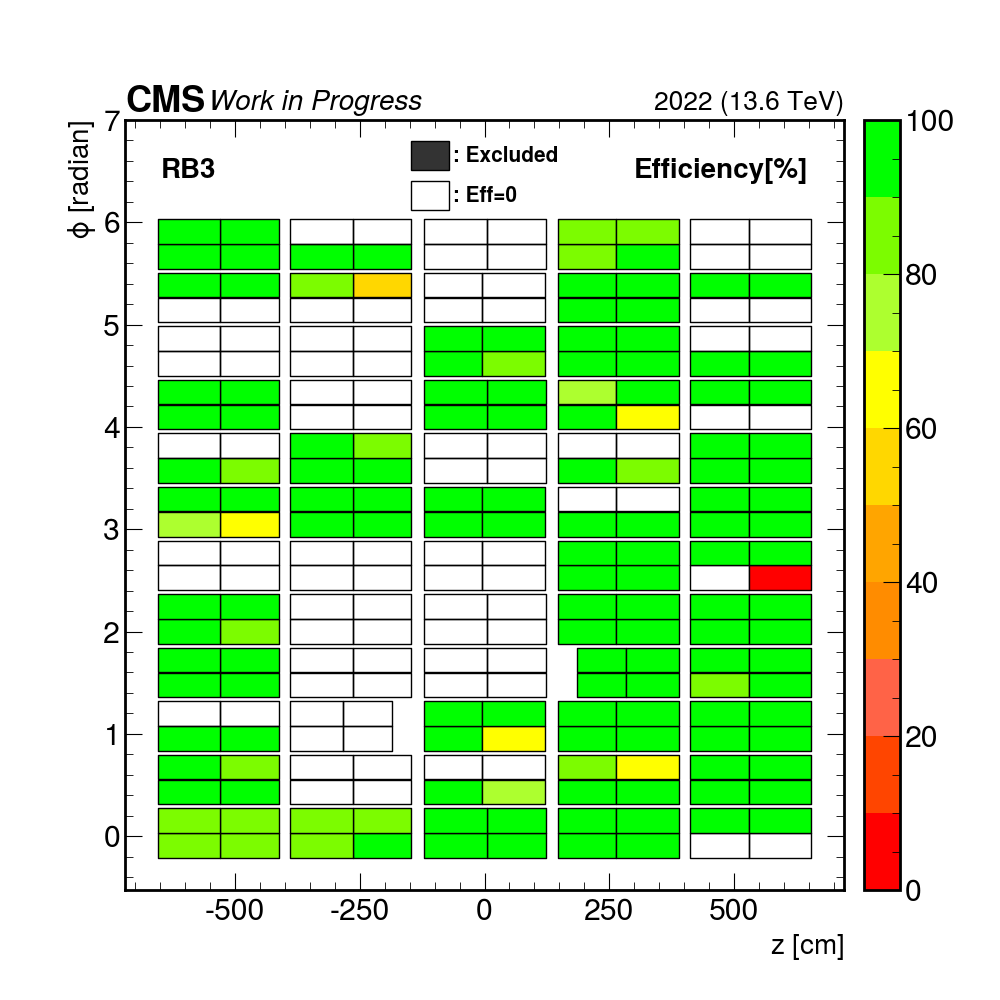 CMS Work in Progress 2022 (13.6 TeV)
RB3
: Excluded
: Eff=0
Efficiency[%]
ϕ [radian]
7
6
5
4
3
2
1
0
-500 -250 0 250 500
z [cm]
100
80
60
40
20
0